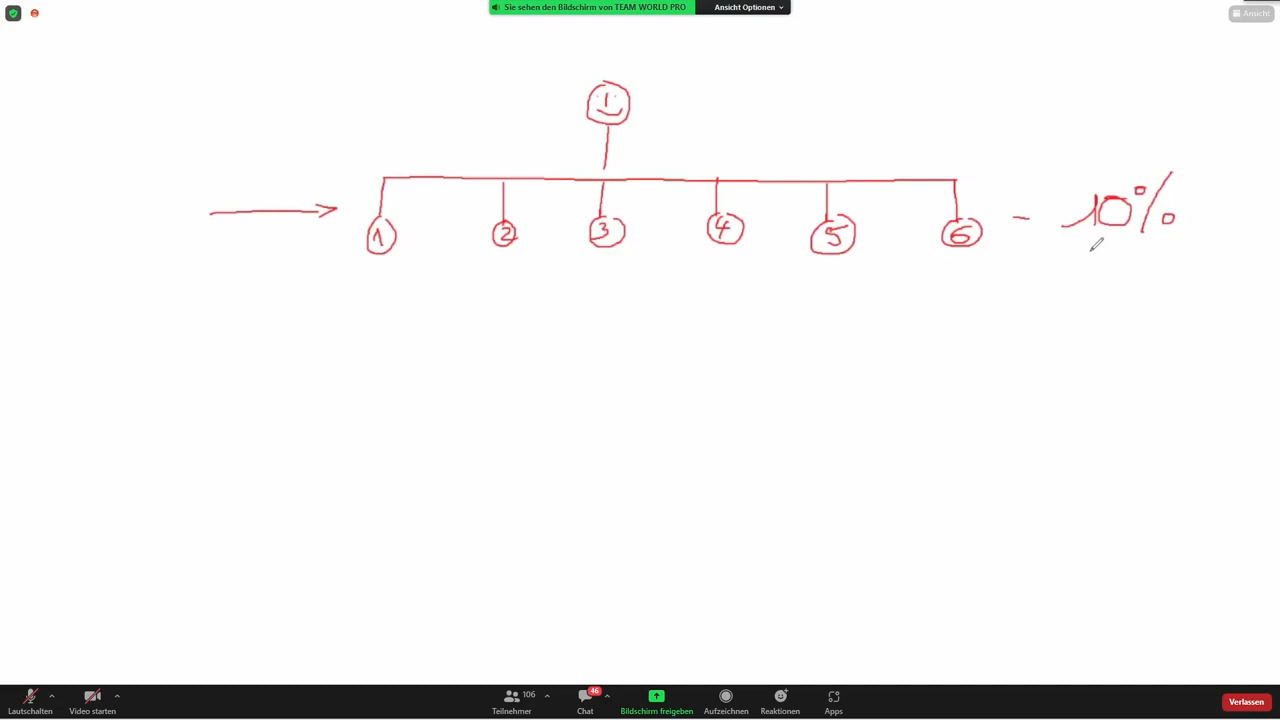 Sie sehen den Bildschirm von TEAM WORLD PRO
Ansicht Optionen
Ansicht
1 2 3 4 5 6 - 10%
106
46
Lautschalten
Video starten
Teilnehmer
Chat
Bildschirm freigeben
Aufzeichnen
Reaktionen
Apps
Verlassen